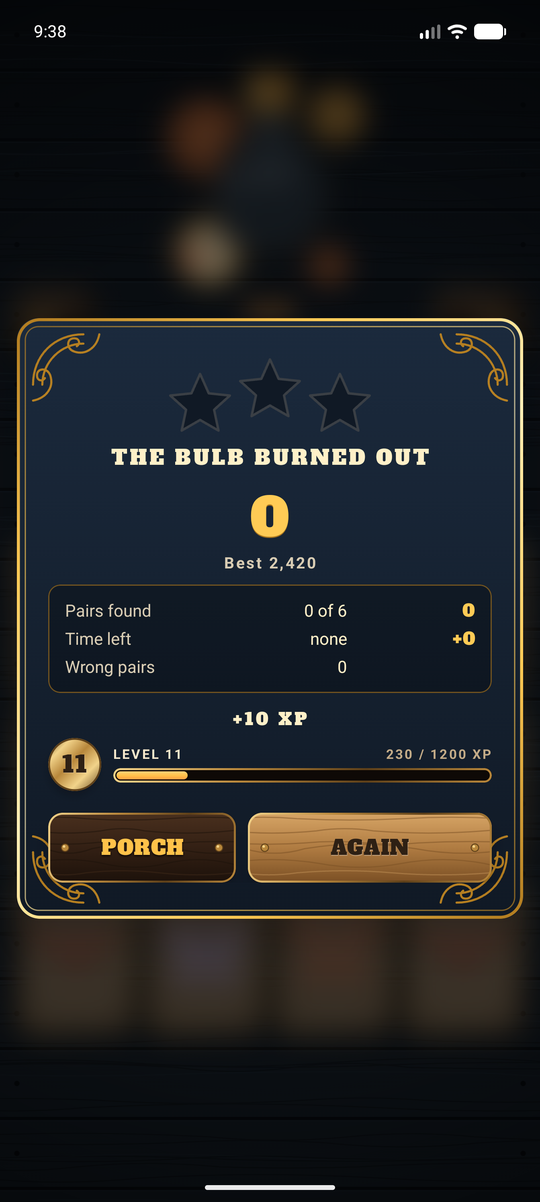 9:38
THE BULB BURNED OUT
0
Best 2,420
Pairs found 0 of 6 0
Time left none +0
Wrong pairs 0
+10 XP
11 LEVEL 11 230 / 1200 XP
PORCH AGAIN